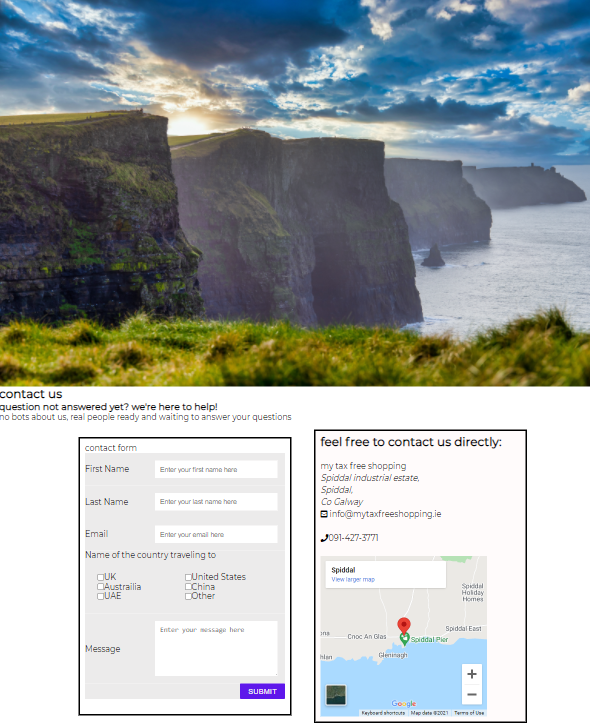 contact us
question not answered yet? we're here to help!
no bots about us, real people ready and waiting to answer your questions
contact form
First Name
Enter your first name here
Last Name
Enter your last name here
Email
Enter your email here
Name of the country traveling to
UK
United States
Austrailia
China
UAE
Other
Message
Enter your message here
SUBMIT
feel free to contact us directly:
my tax free shopping
Spiddal industrial estate,
Spiddal,
Co Galway
info@mytaxfreeshopping.ie
091-427-3771
Spiddal
View larger map
Spiddal
Holiday
Homes
Spiddal East
Cnoc An Glas
Spiddal Pier
Glennagh
Google
Keyboard shortcuts
Map data ©2021
Terms of Use